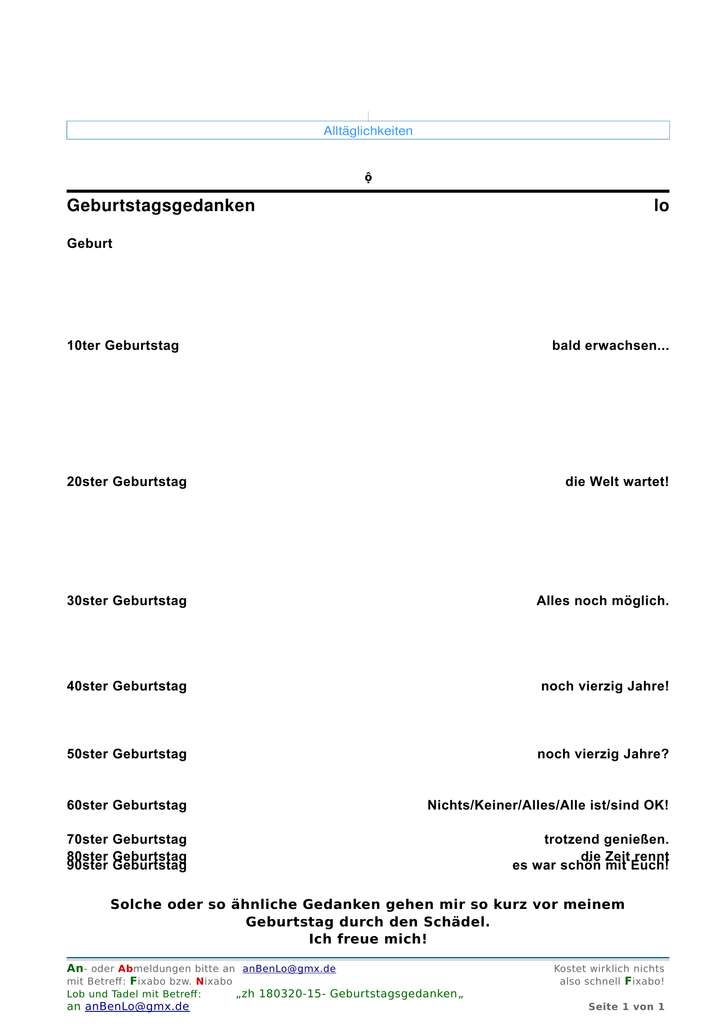 Alltäglichkeiten
Geburtstagsgedanken lo
Geburt
10ter Geburtstag bald erwachsen...
20ster Geburtstag die Welt wartet!
30ster Geburtstag Alles noch möglich.
40ster Geburtstag noch vierzig Jahre!
50ster Geburtstag noch vierzig Jahre?
60ster Geburtstag Nichts/Keiner/Alles/Alle ist/sind OK!
70ster Geburtstag trotzend genießen.
80ster Geburtstag die Zeit rennt
90ster Geburtstag es war schön mit Euch!
Solche oder so ähnliche Gedanken gehen mir so kurz vor meinem
Geburtstag durch den Schädel.
Ich freue mich!
An- oder Abmeldungen bitte an anBenLo@gmx.de Kostet wirklich nichts
mit Betreff: Fixabo bzw. Nixabo also schnell Fixabo!
Lob und Tadel mit Betreff: „zh 180320-15- Geburtstagsgedanken„
an anBenLo@gmx.de Seite 1 von 1